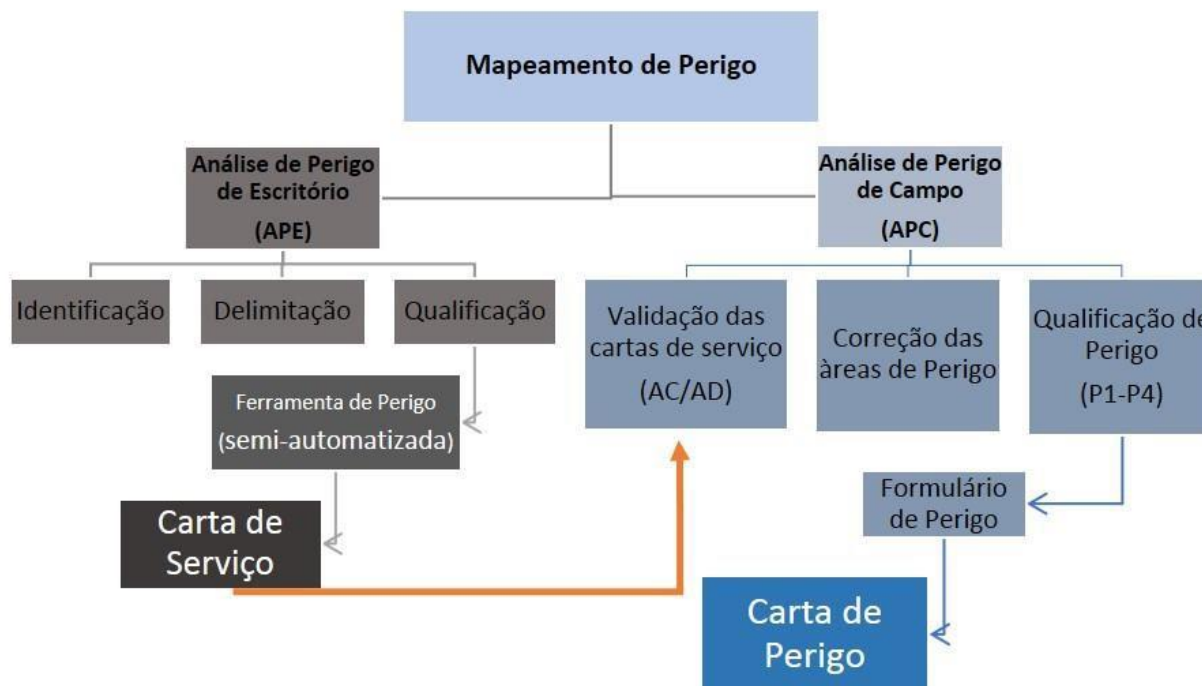 Mapeamento de Perigo
Análise de Perigo
de Escritório
(APE)
Análise de Perigo
de Campo
(APC)
Identificação
Delimitação
Qualificação
Validação das
cartas de serviço
(AC/AD)
Correção das
àreas de Perigo
Qualificação de
Perigo
(P1-P4)
Ferramenta de Perigo
(semi-automatizada)
Carta de
Serviço
Formulário
de Perigo
Carta de
Perigo